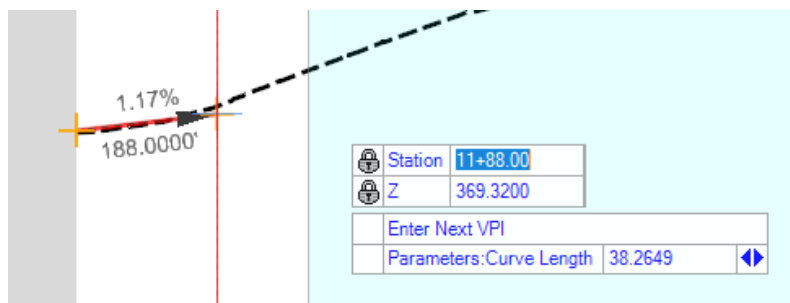 1.17%
188.0000'
Station 11+88.00
Z 369.3200
Enter Next VPI
Parameters:Curve Length 38.2649